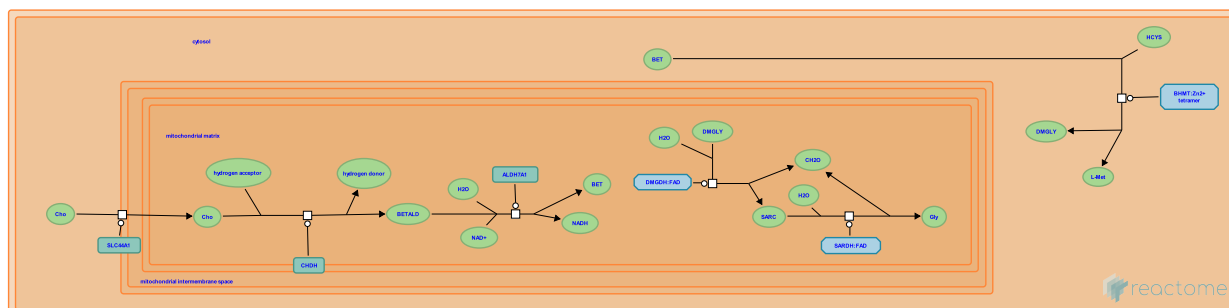 cytosol
HCYS
BET
BHMT:Zn2+
tetramer
DMGLY
L-Met
mitochondrial matrix
H2O
DMGLY
CH2O
hydrogen acceptor
hydrogen donor
ALDH7A1
DMGDH:FAD
H2O
BET
H2O
Cho
Cho
BETALD
NAD+
NADH
SARC
Gly
SLC44A1
CHDH
SARDH:FAD
mitochondrial intermembrane space
reactome